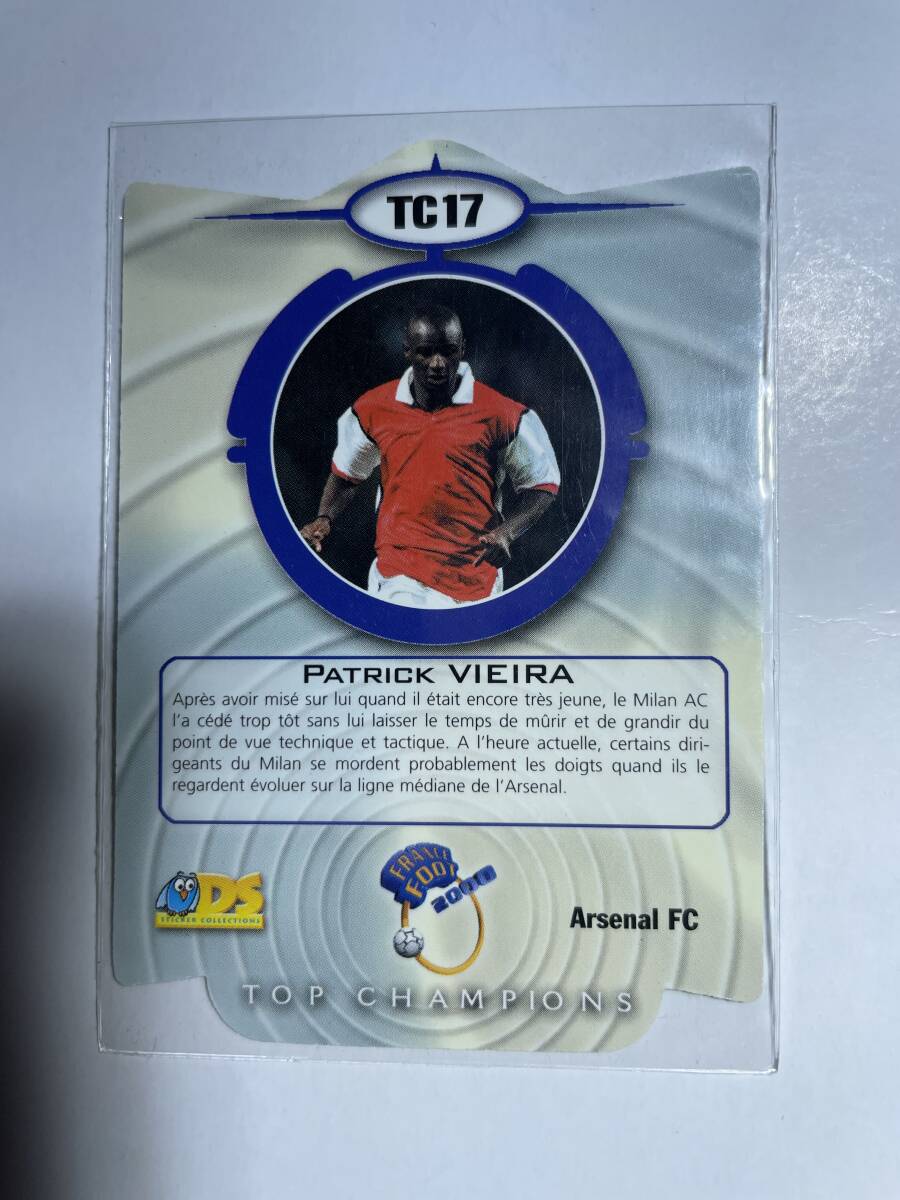 TC17
PATRICK VIEIRA
Après avoir misé sur lui quand il était encore très jeune, le Milan AC
l'a cédé trop tôt sans lui laisser le temps de mûrir et de grandir du
point de vue technique et tactique. A l'heure actuelle, certains diri-
geants du Milan se mordent probablement les doigts quand ils le
regardent évoluer sur la ligne médiane de l'Arsenal.
FRANCE
FOOT
2000
DS
STICKER COLLECTIONS
Arsenal FC
TOP CHAMPIONS